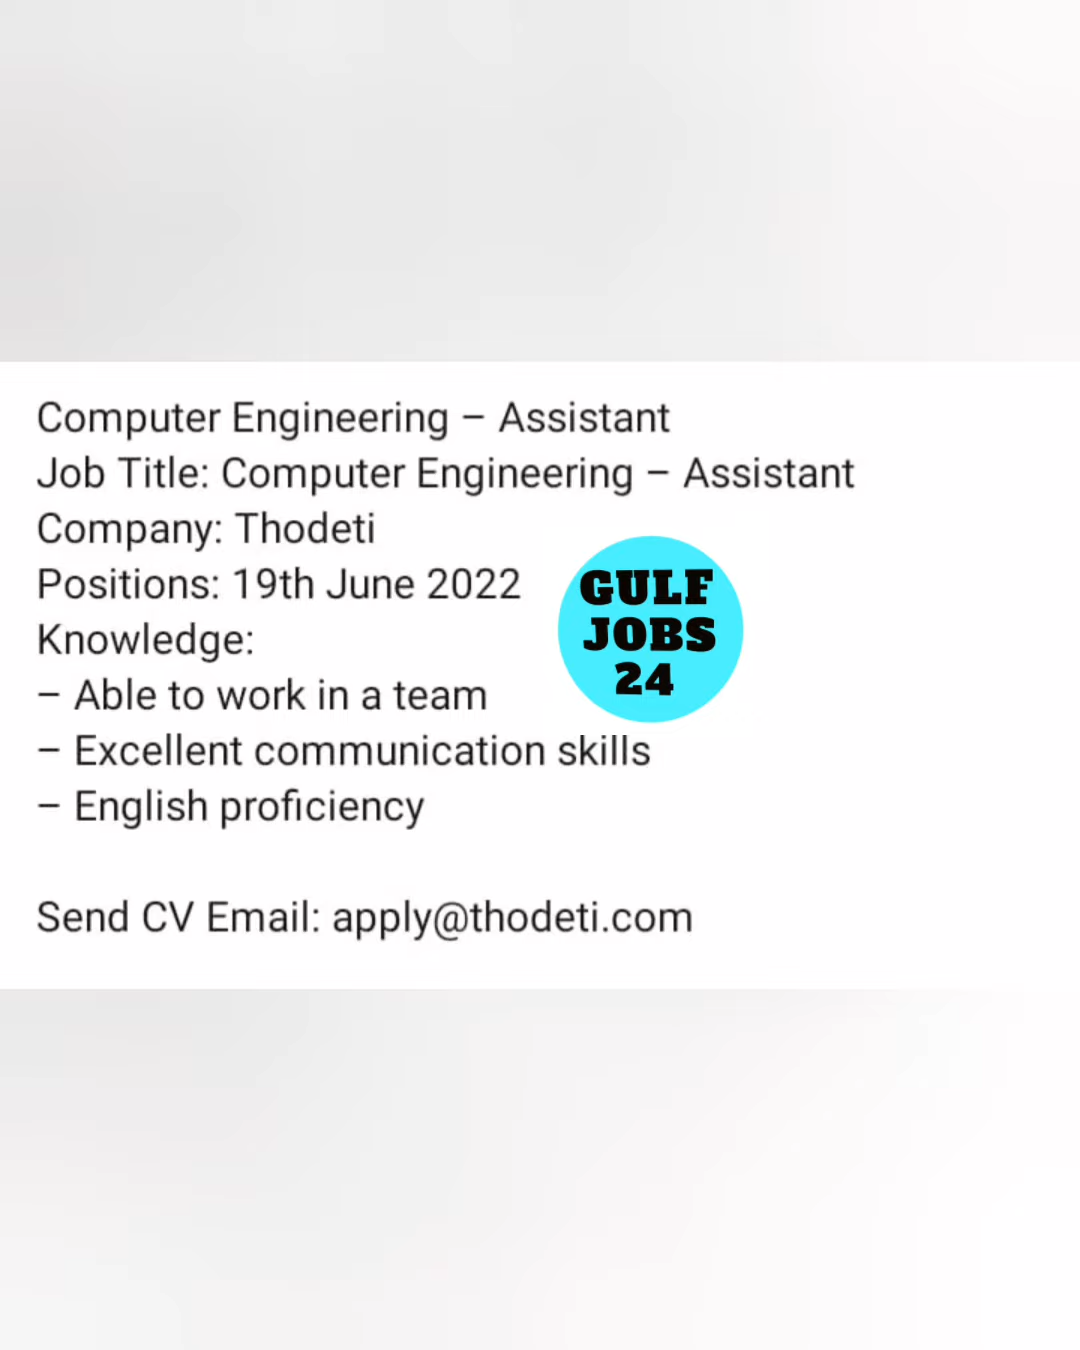 Computer Engineering – Assistant
Job Title: Computer Engineering – Assistant
Company: Thodeti
Positions: 19th June 2022
Knowledge:
– Able to work in a team
– Excellent communication skills
– English proficiency
Send CV Email: apply@thodeti.com
GULF
JOBS
24